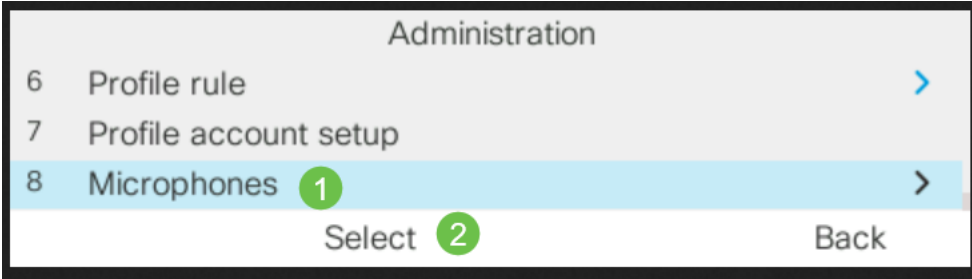 Administration
6 Profile rule
7 Profile account setup
8 Microphones 1
Select 2 Back